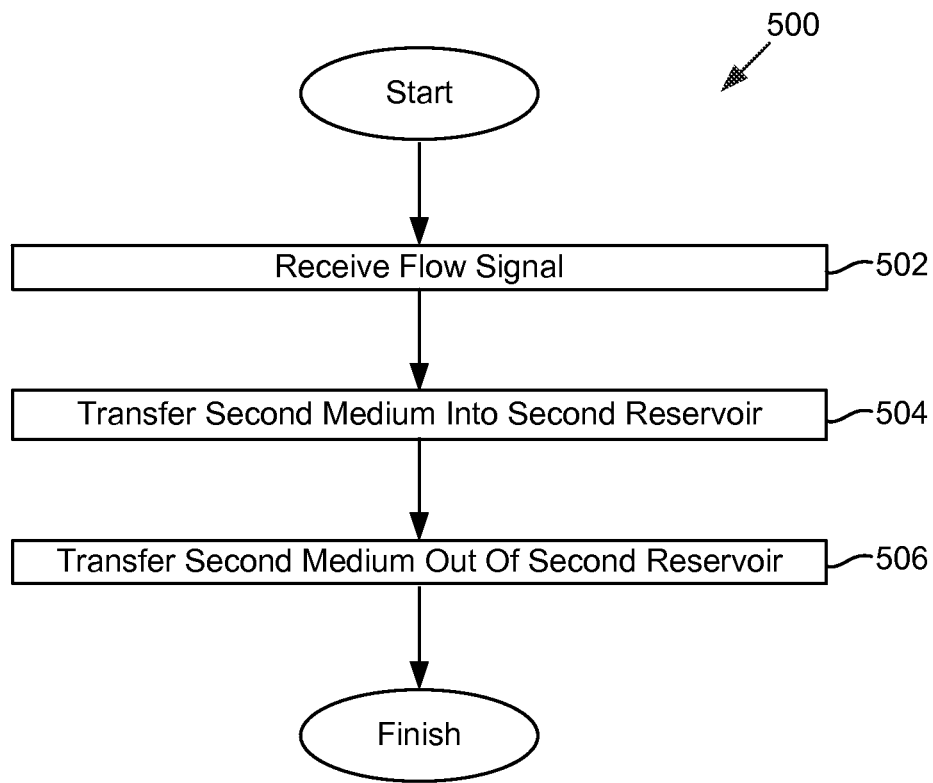 500
Start
Receive Flow Signal
502
Transfer Second Medium Into Second Reservoir
504
Transfer Second Medium Out Of Second Reservoir
506
Finish